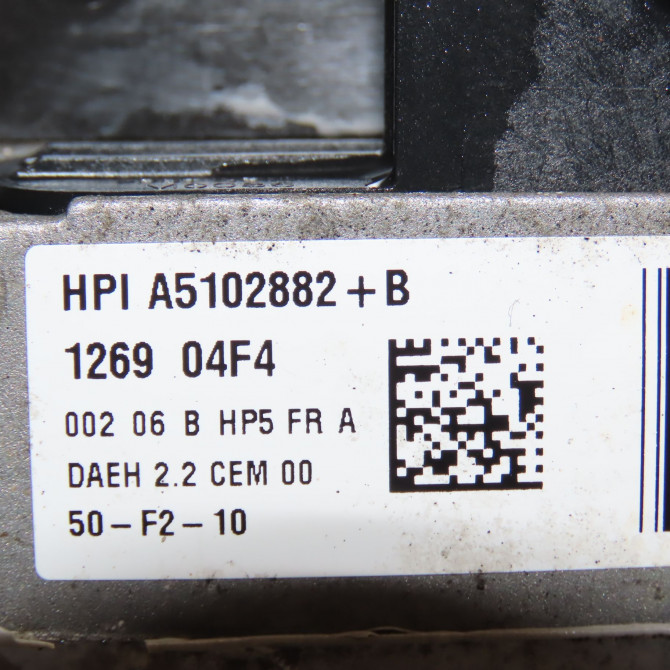 HPI A5102882+B
1269 04F4
002 06 B HP5 FR A
DAEH 2.2 CEM 00
50-F2-10